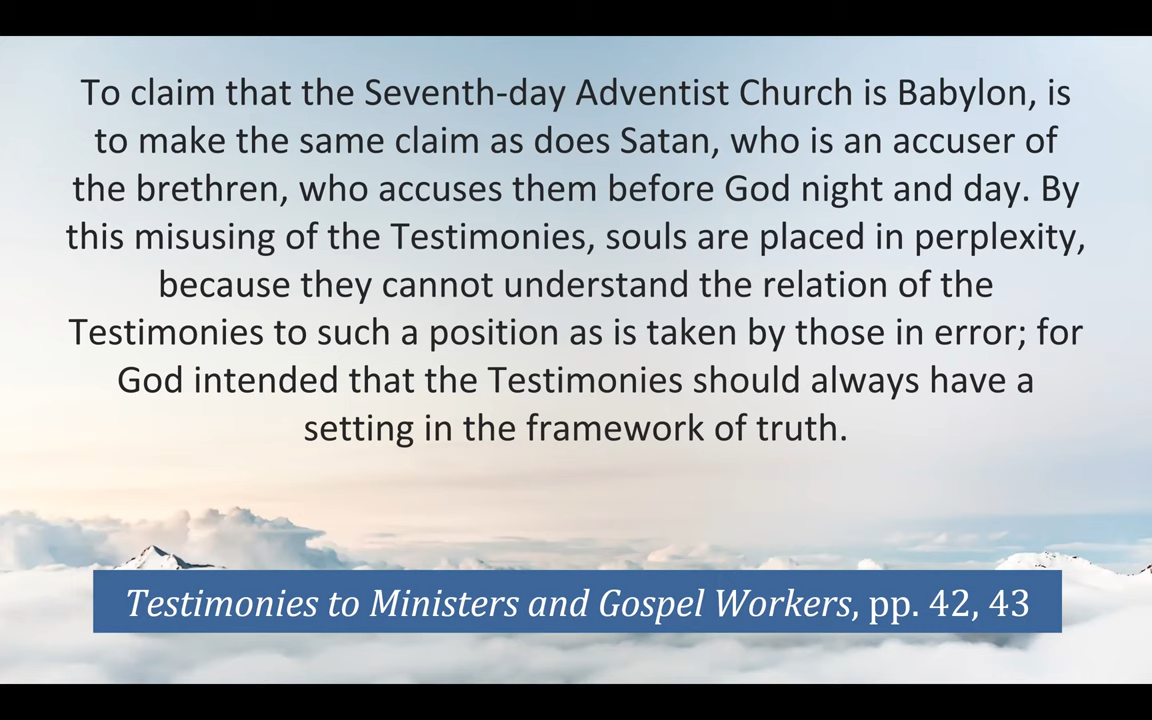 To claim that the Seventh-day Adventist Church is Babylon, is
to make the same claim as does Satan, who is an accuser of
the brethren, who accuses them before God night and day. By
this misusing of the Testimonies, souls are placed in perplexity,
because they cannot understand the relation of the
Testimonies to such a position as is taken by those in error; for
God intended that the Testimonies should always have a
setting in the framework of truth.
Testimonies to Ministers and Gospel Workers, pp. 42, 43